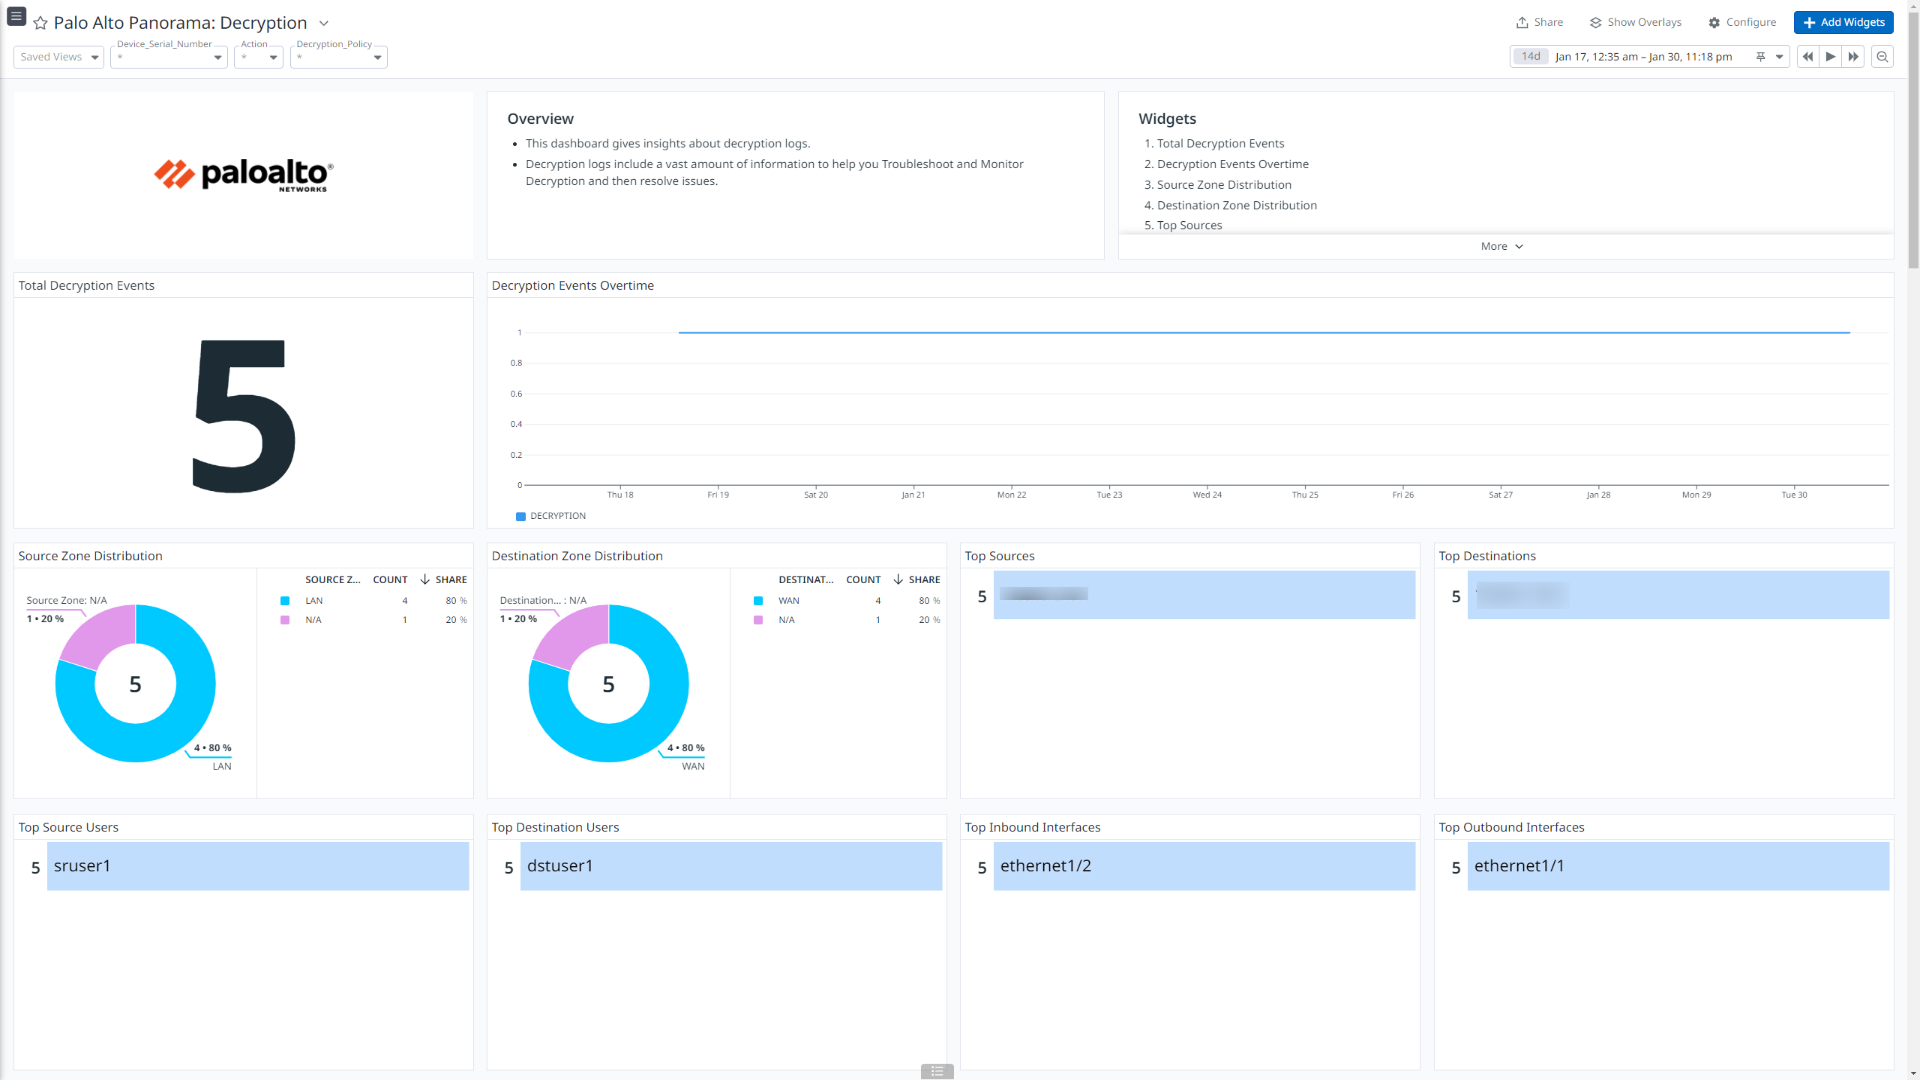 Palo Alto Panorama: Decryption
Share
Show Overlays
Configure
Add Widgets
Saved Views
Device_Serial_Number
*
Action
*
Decryption_Policy
*
14d
Jan 17, 12:35 am – Jan 30, 11:18 pm
paloalto®
NETWORKS
Overview
• This dashboard gives insights about decryption logs.
• Decryption logs include a vast amount of information to help you Troubleshoot and Monitor
Decryption and then resolve issues.
Widgets
1. Total Decryption Events
2. Decryption Events Overtime
3. Source Zone Distribution
4. Destination Zone Distribution
5. Top Sources
More
Total Decryption Events
5
Decryption Events Overtime
1
0.8
0.6
0.4
0.2
0
Thu 18
Fri 19
Sat 20
Jan 21
Mon 22
Tue 23
Wed 24
Thu 25
Fri 26
Sat 27
Jan 28
Mon 29
Tue 30
DECRYPTION
Source Zone Distribution
Source Zone: N/A
1 • 20 %
5
4 • 80 %
LAN
SOURCE Z... COUNT SHARE
LAN 4 80 %
N/A 1 20 %
Destination Zone Distribution
Destination... : N/A
1 • 20 %
5
4 • 80 %
WAN
DESTINAT... COUNT SHARE
WAN 4 80 %
N/A 1 20 %
Top Sources
5
Top Destinations
5
Top Source Users
5 sruser1
Top Destination Users
5 dstuser1
Top Inbound Interfaces
5 ethernet1/2
Top Outbound Interfaces
5 ethernet1/1